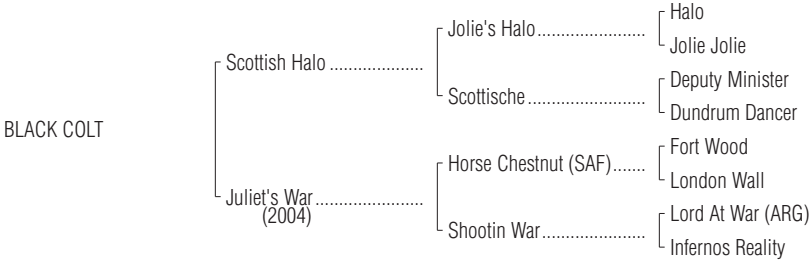 Halo
Jolie's Halo
Jolie Jolie
Scottish Halo
Deputy Minister
Scottische
Dundrum Dancer
BLACK COLT
Fort Wood
Horse Chestnut (SAF)
London Wall
Juliet's War
(2004)
Lord At War (ARG)
Shootin War
Infernos Reality